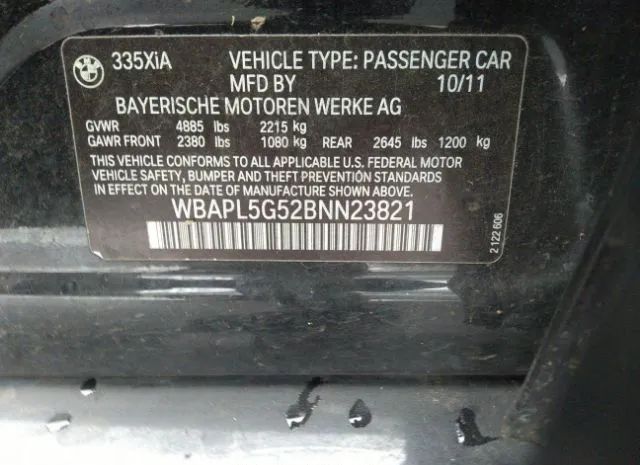 335XiA VEHICLE TYPE: PASSENGER CAR
MFD BY 10/11
BAYERISCHE MOTOREN WERKE AG
GVWR 4885 lbs 2215 kg
GAWR FRONT 2380 lbs 1080 kg REAR 2645 lbs 1200 kg
THIS VEHICLE CONFORMS TO ALL APPLICABLE U.S. FEDERAL MOTOR
VEHICLE SAFETY, BUMPER AND THEFT PREVENTION STANDARDS
IN EFFECT ON THE DATE OF MANUFACTURE SHOWN ABOVE.
WBAPL5G52BNN23821
2 122 606